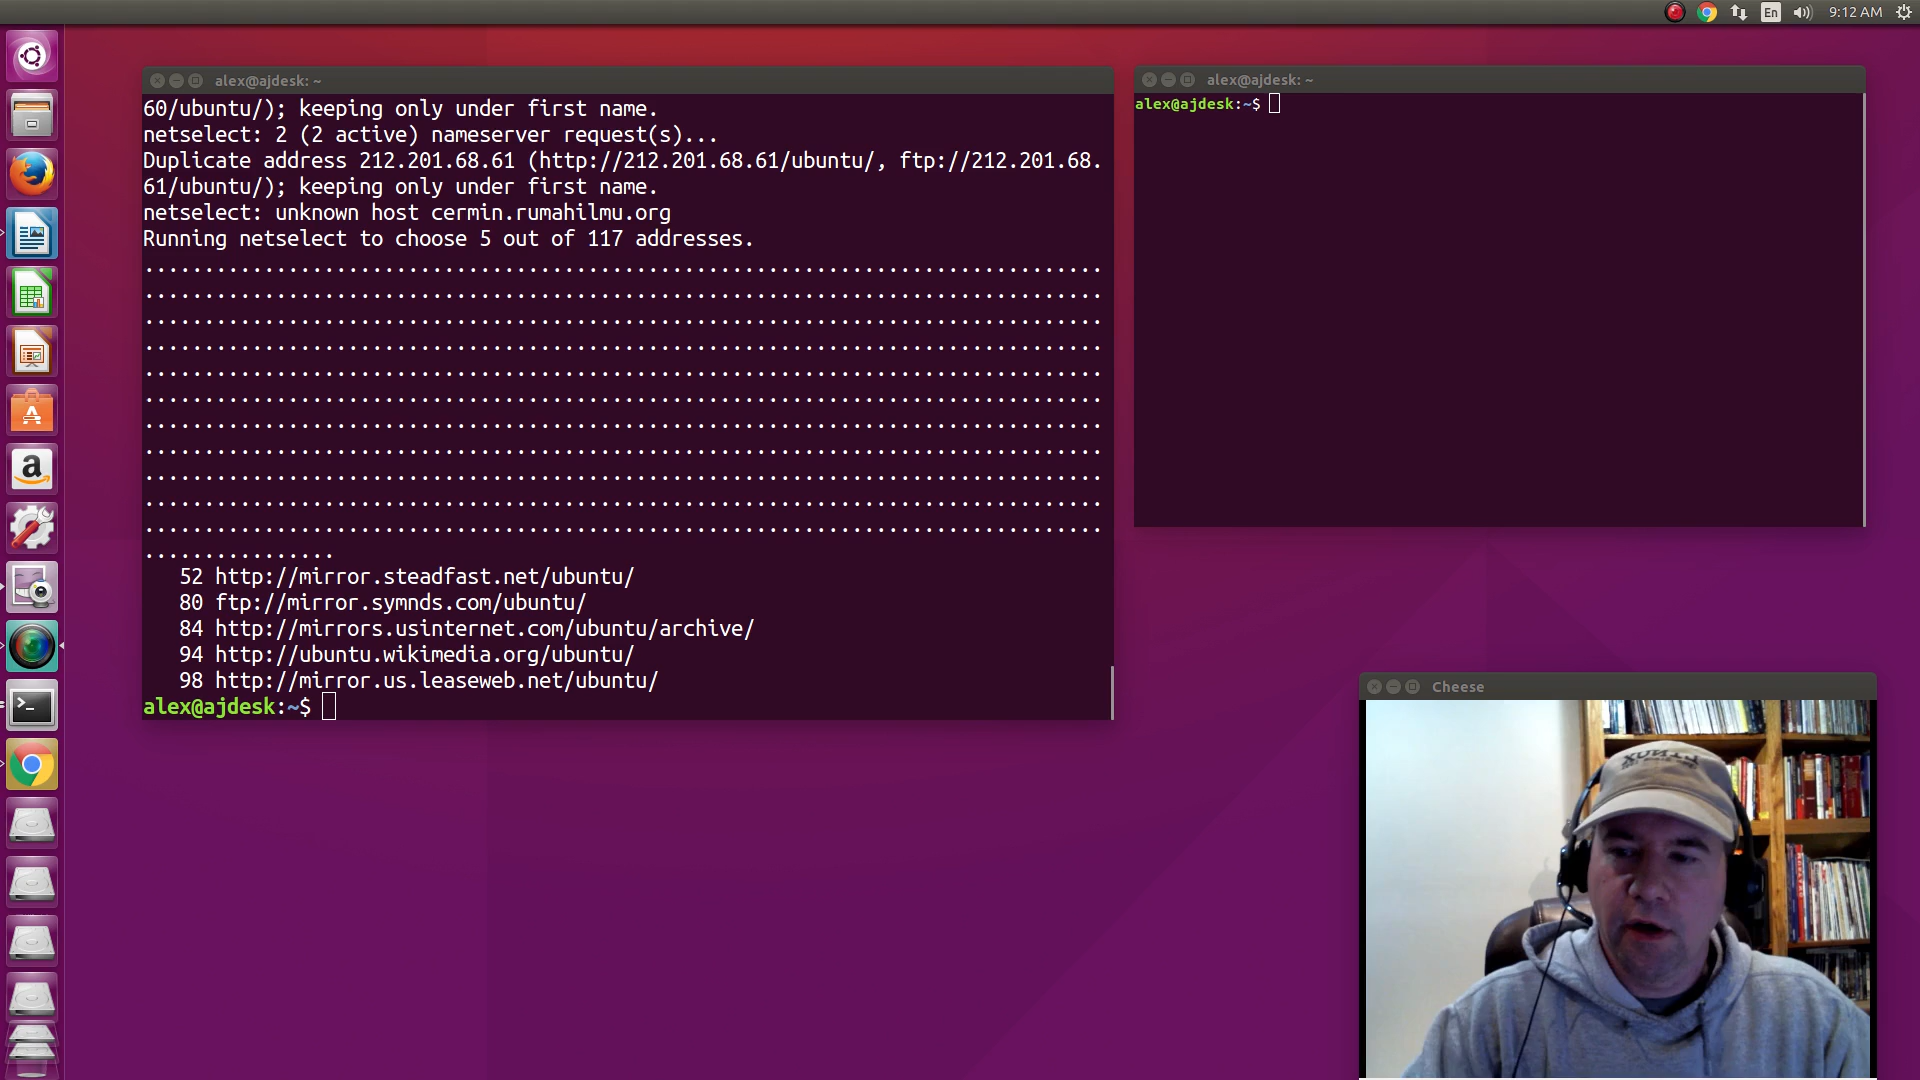 En
9:12 AM
alex@ajdesk: ~
60/ubuntu/); keeping only under first name.
netselect: 2 (2 active) nameserver request(s)...
Duplicate address 212.201.68.61 (http://212.201.68.61/ubuntu/, ftp://212.201.68.
61/ubuntu/); keeping only under first name.
netselect: unknown host cermin.rumahilmu.org
Running netselect to choose 5 out of 117 addresses.
................................................................................
................................................................................
................................................................................
................................................................................
................................................................................
................................................................................
................................................................................
................................................................................
................................................................................
................................................................................
................................................................................
................
52 http://mirror.steadfast.net/ubuntu/
80 ftp://mirror.symnds.com/ubuntu/
84 http://mirrors.usinternet.com/ubuntu/archive/
94 http://ubuntu.wikimedia.org/ubuntu/
98 http://mirror.us.leaseweb.net/ubuntu/
alex@ajdesk:~$
alex@ajdesk: ~
alex@ajdesk:~$
Cheese
LINUX